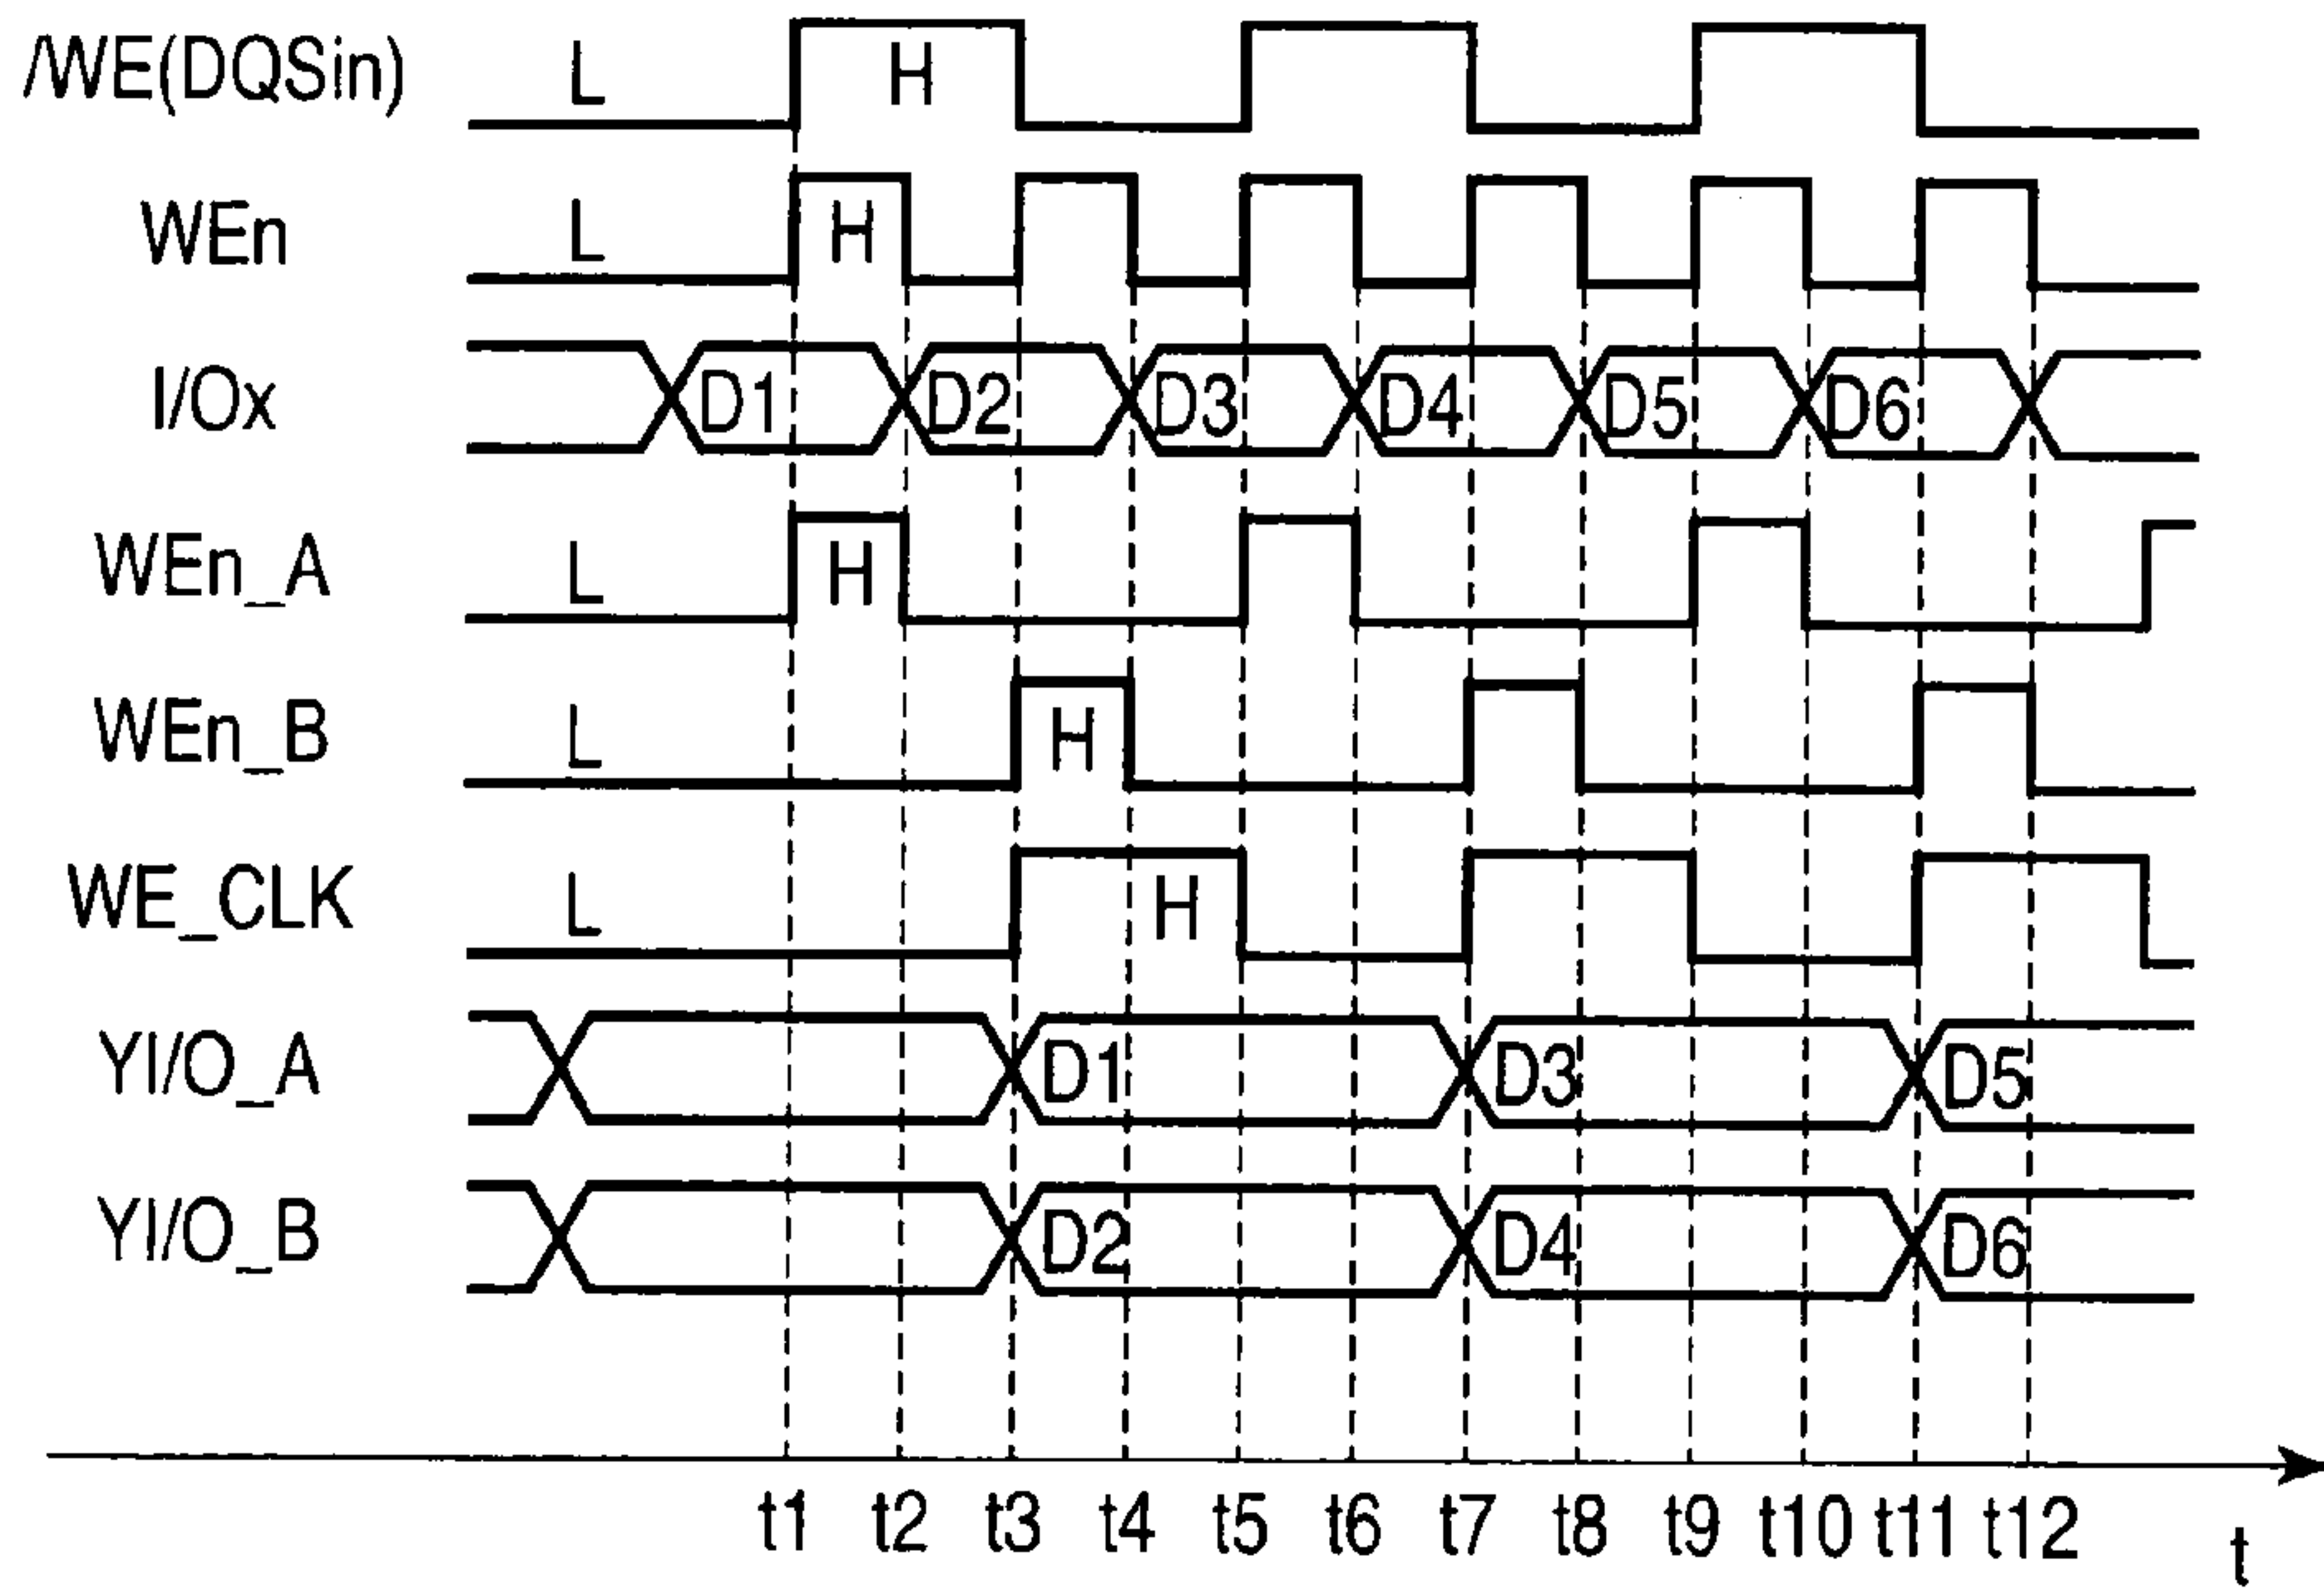 /WE(DQSin) L H
WEn L H
I/Ox D1 D2 D3 D4 D5 D6
WEn_A L H
WEn_B L H
WE_CLK L H
YI/O_A D1 D3 D5
YI/O_B D2 D4 D6
t1 t2 t3 t4 t5 t6 t7 t8 t9 t10 t11 t12 t